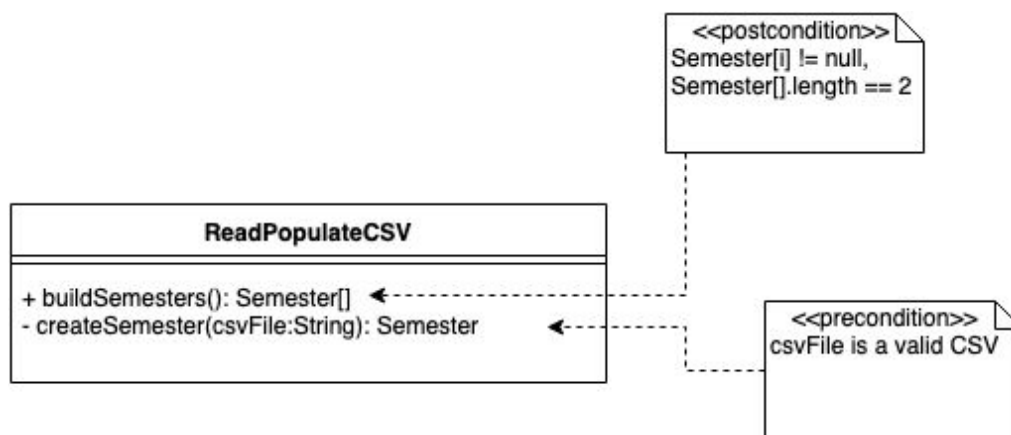 <<postcondition>>
Semester[i] != null,
Semester[].length == 2
ReadPopulateCSV
+ buildSemesters(): Semester[]
- createSemester(csvFile:String): Semester
<<precondition>>
csvFile is a valid CSV